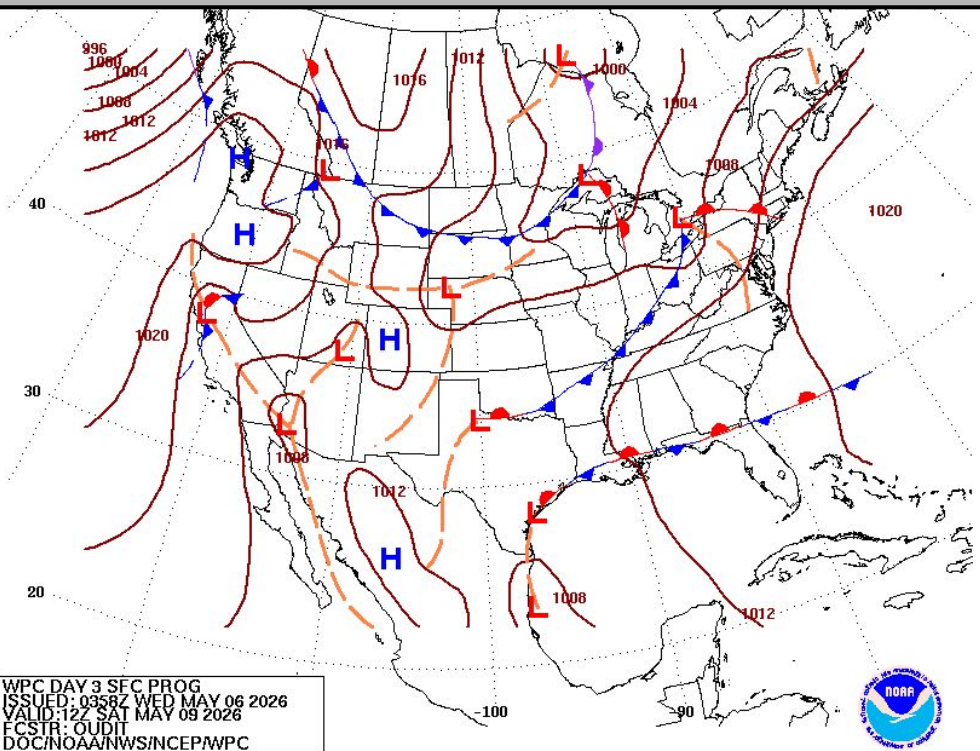 996
1000
1004
1008
1012
1012
1016
1012
1016
1000
1004
1008
1020
1020
1008
1012
1008
1012
H
H
H
H
L
L
L
L
L
L
L
L
L
L
L
40
30
20
-100
-90
WPC DAY 3 SFC PROG
ISSUED: 0358Z WED MAY 06 2026
VALID:12Z SAT MAY 09 2026
FCSTR: OUDIT
DOC/NOAA/NWS/NCEP/WPC
NOAA